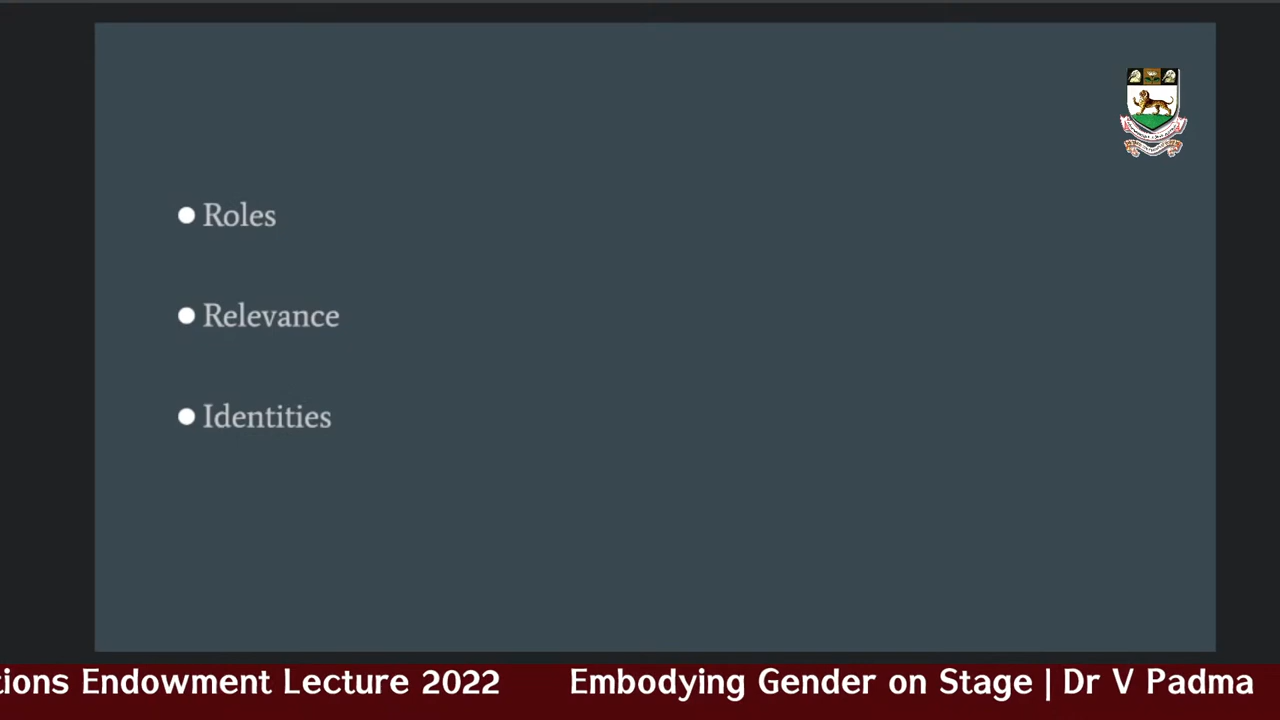 Roles
Relevance
Identities
tions Endowment Lecture 2022 Embodying Gender on Stage | Dr V Padma